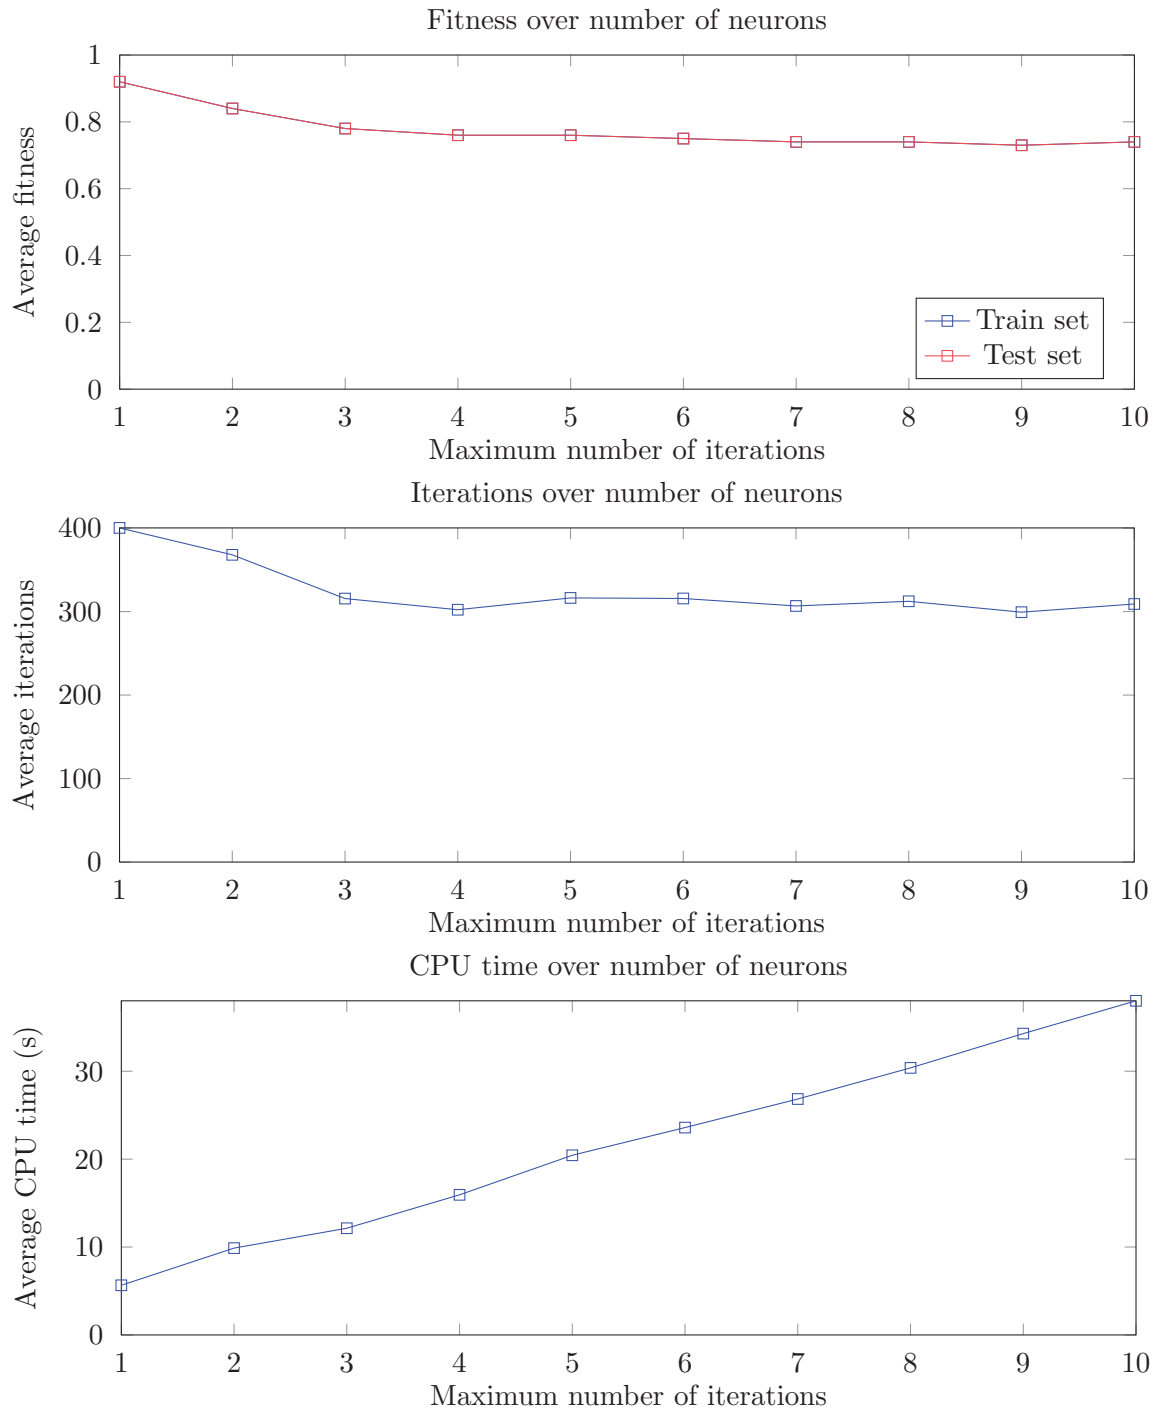 Fitness over number of neurons
1
0.8
0.6
0.4
0.2
0
Average fitness
Train set
Test set
1 2 3 4 5 6 7 8 9 10
Maximum number of iterations
Iterations over number of neurons
400
300
200
100
0
Average iterations
1 2 3 4 5 6 7 8 9 10
Maximum number of iterations
CPU time over number of neurons
30
20
10
0
Average CPU time (s)
1 2 3 4 5 6 7 8 9 10
Maximum number of iterations